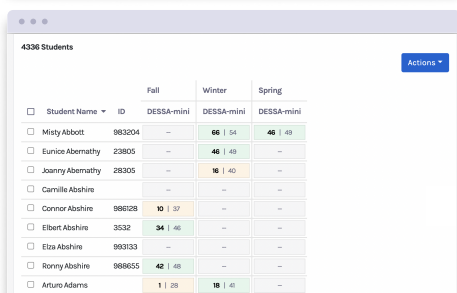 4336 Students
Actions
Fall Winter Spring
Student Name ID DESSA-mini DESSA-mini DESSA-mini
Misty Abbott 983204 – 66 | 54 46 | 49
Eunice Abernathy 23805 – 46 | 49 –
Joanny Abernathy 28305 – 16 | 40 –
Camille Abshire – – –
Connor Abshire 986128 10 | 37 – –
Elbert Abshire 3532 34 | 46 – –
Elza Abshire 993133 – – –
Ronny Abshire 988655 42 | 48 – –
Arturo Adams 1 | 28 18 | 41 –